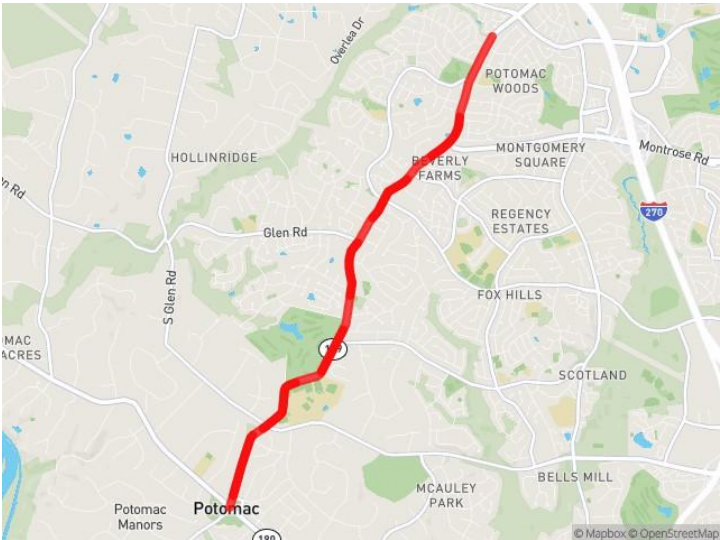 Overlea Dr
POTOMAC
WOODS
HOLLINRIDGE
BEVERLY
FARMS
MONTGOMERY
SQUARE
Montrose Rd
n Rd
270
REGENCY
ESTATES
Glen Rd
S Glen Rd
FOX HILLS
OMAC
ACRES
SCOTLAND
BELLS MILL
MCAULEY
PARK
Potomac
Manors
Potomac
189
© Mapbox © OpenStreetMap